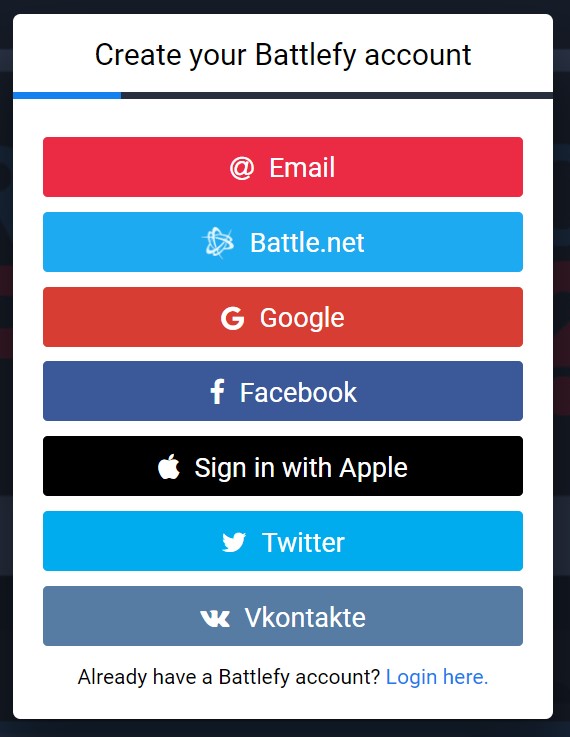 Create your Battlefy account
@ Email
Battle.net
Google
Facebook
Sign in with Apple
Twitter
Vkontakte
Already have a Battlefy account? Login here.